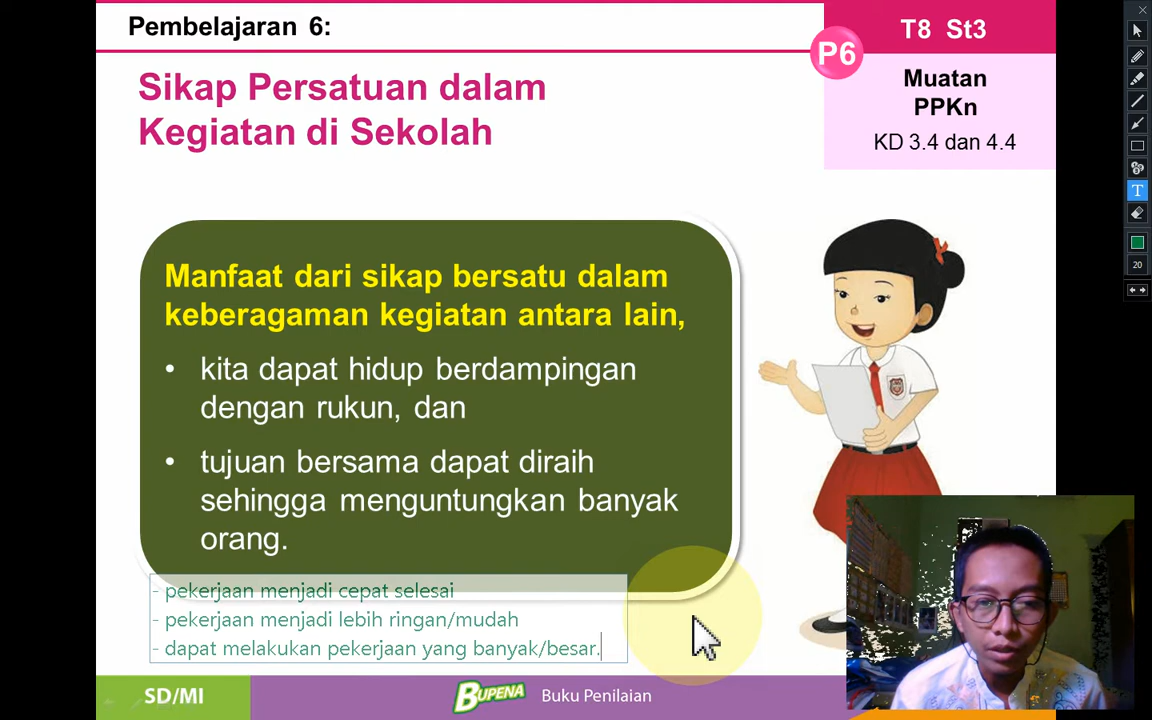 Pembelajaran 6:
T8 St3
P6
Sikap Persatuan dalam
Kegiatan di Sekolah
Muatan
PPKn
KD 3.4 dan 4.4
Manfaat dari sikap bersatu dalam
keberagaman kegiatan antara lain,
• kita dapat hidup berdampingan
dengan rukun, dan
• tujuan bersama dapat diraih
sehingga menguntungkan banyak
orang.
- pekerjaan menjadi cepat selesai
- pekerjaan menjadi lebih ringan/mudah
- dapat melakukan pekerjaan yang banyak/besar.
SD/MI
BUPENA
Buku Penilaian
T
20